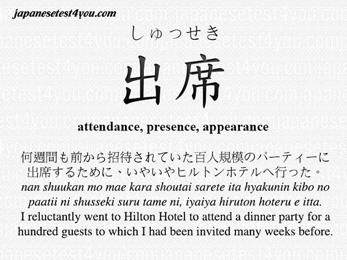 japanesetest4you.com
しゅっせき
出席
attendance, presence, appearance
何週間も前から招待されていた百人規模のパーティーに
出席するために、いやいやヒルトンホテルへ行った。
nan shuukan mo mae kara shoutai sarete ita hyakunin kibo no
paatii ni shusseki suru tame ni, iyaiya hiruton hoteru e itta.
I reluctantly went to Hilton Hotel to attend a dinner party for a
hundred guests to which I had been invited many weeks before.